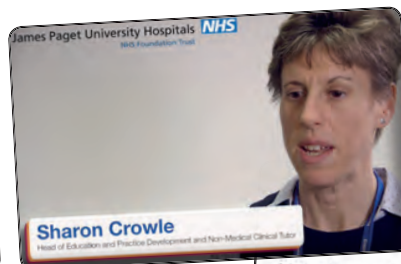 James Paget University Hospitals NHS
NHS Foundation Trust
Sharon Crowle
Head of Education and Practice Development and Non-Medical Clinical Tutor